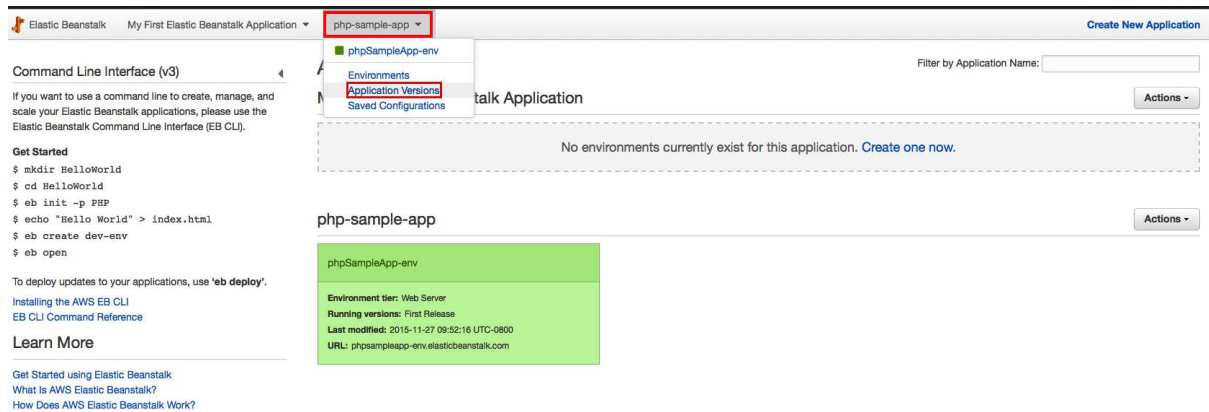 Elastic Beanstalk
My First Elastic Beanstalk Application
php-sample-app
Create New Application
phpSampleApp-env
Environments
Application Versions
Saved Configurations
Command Line Interface (v3)
If you want to use a command line to create, manage, and
scale your Elastic Beanstalk applications, please use the
Elastic Beanstalk Command Line Interface (EB CLI).
Get Started
$ mkdir HelloWorld
$ cd HelloWorld
$ eb init -p PHP
$ echo "Hello World" > index.html
$ eb create dev-env
$ eb open
To deploy updates to your applications, use 'eb deploy'.
Installing the AWS EB CLI
EB CLI Command Reference
Learn More
Get Started using Elastic Beanstalk
What Is AWS Elastic Beanstalk?
How Does AWS Elastic Beanstalk Work?
Filter by Application Name:
talk Application
Actions
No environments currently exist for this application. Create one now.
php-sample-app
Actions
phpSampleApp-env
Environment tier: Web Server
Running versions: First Release
Last modified: 2015-11-27 09:52:16 UTC-0800
URL: phpsampleapp-env.elasticbeanstalk.com